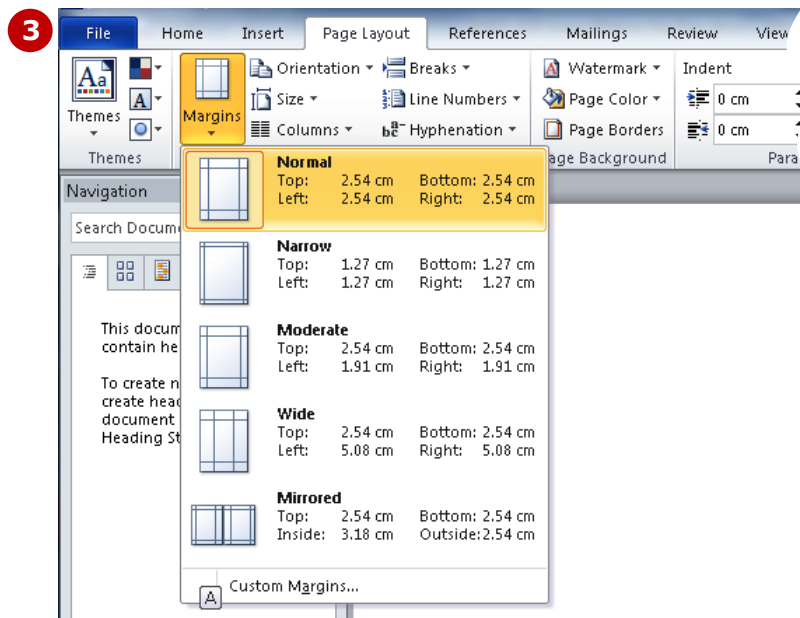 3
File Home Insert Page Layout References Mailings Review View
Aa Themes A Margins Orientation Breaks Watermark Indent
Size Line Numbers Page Color 0 cm
Columns Hyphenation Page Borders 0 cm
Themes age Background Para
Navigation
Search Docum
This docum
contain he
To create n
create head
document
Heading St
Normal
Top: 2.54 cm Bottom: 2.54 cm
Left: 2.54 cm Right: 2.54 cm
Narrow
Top: 1.27 cm Bottom: 1.27 cm
Left: 1.27 cm Right: 1.27 cm
Moderate
Top: 2.54 cm Bottom: 2.54 cm
Left: 1.91 cm Right: 1.91 cm
Wide
Top: 2.54 cm Bottom: 2.54 cm
Left: 5.08 cm Right: 5.08 cm
Mirrored
Top: 2.54 cm Bottom: 2.54 cm
Inside: 3.18 cm Outside: 2.54 cm
Custom Margins...
A